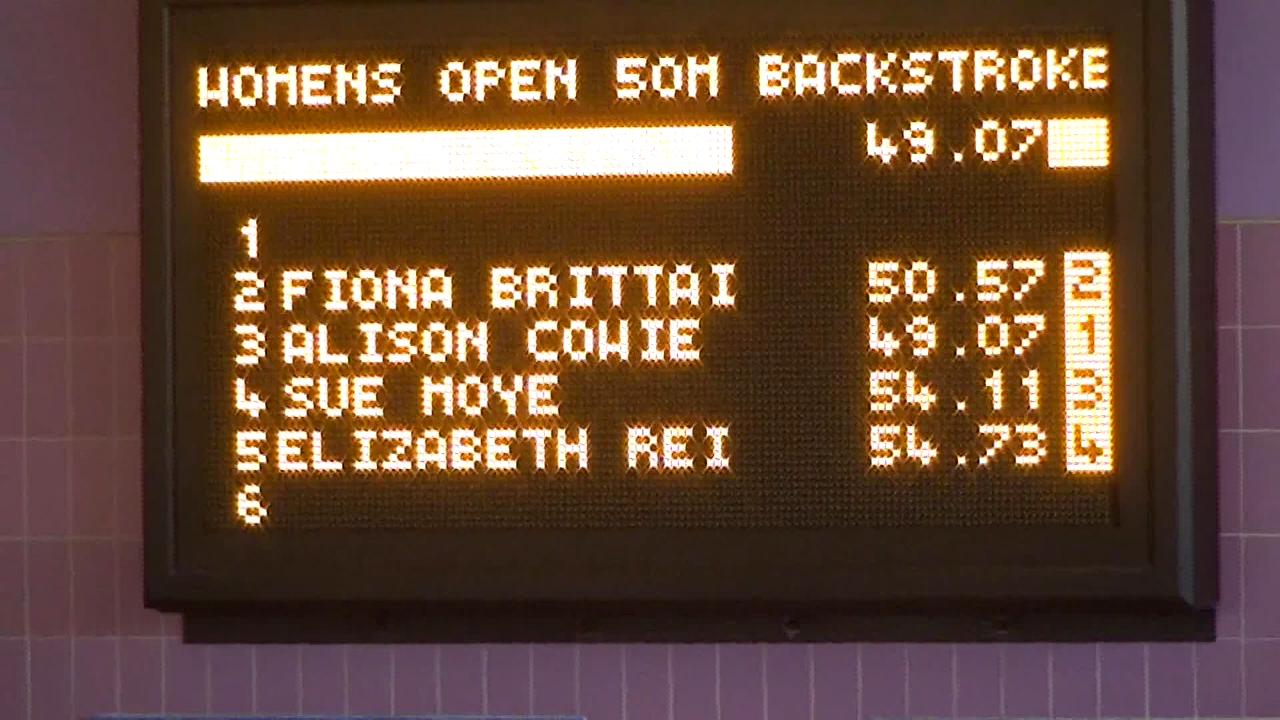 WOMENS OPEN 50M BACKSTROKE
49.07
1
2 FIONA BRITTAI 50.57 2
3 ALISON COWIE 49.07 1
4 SUE MOYE 54.11 3
5 ELIZABETH REI 54.73 4
6